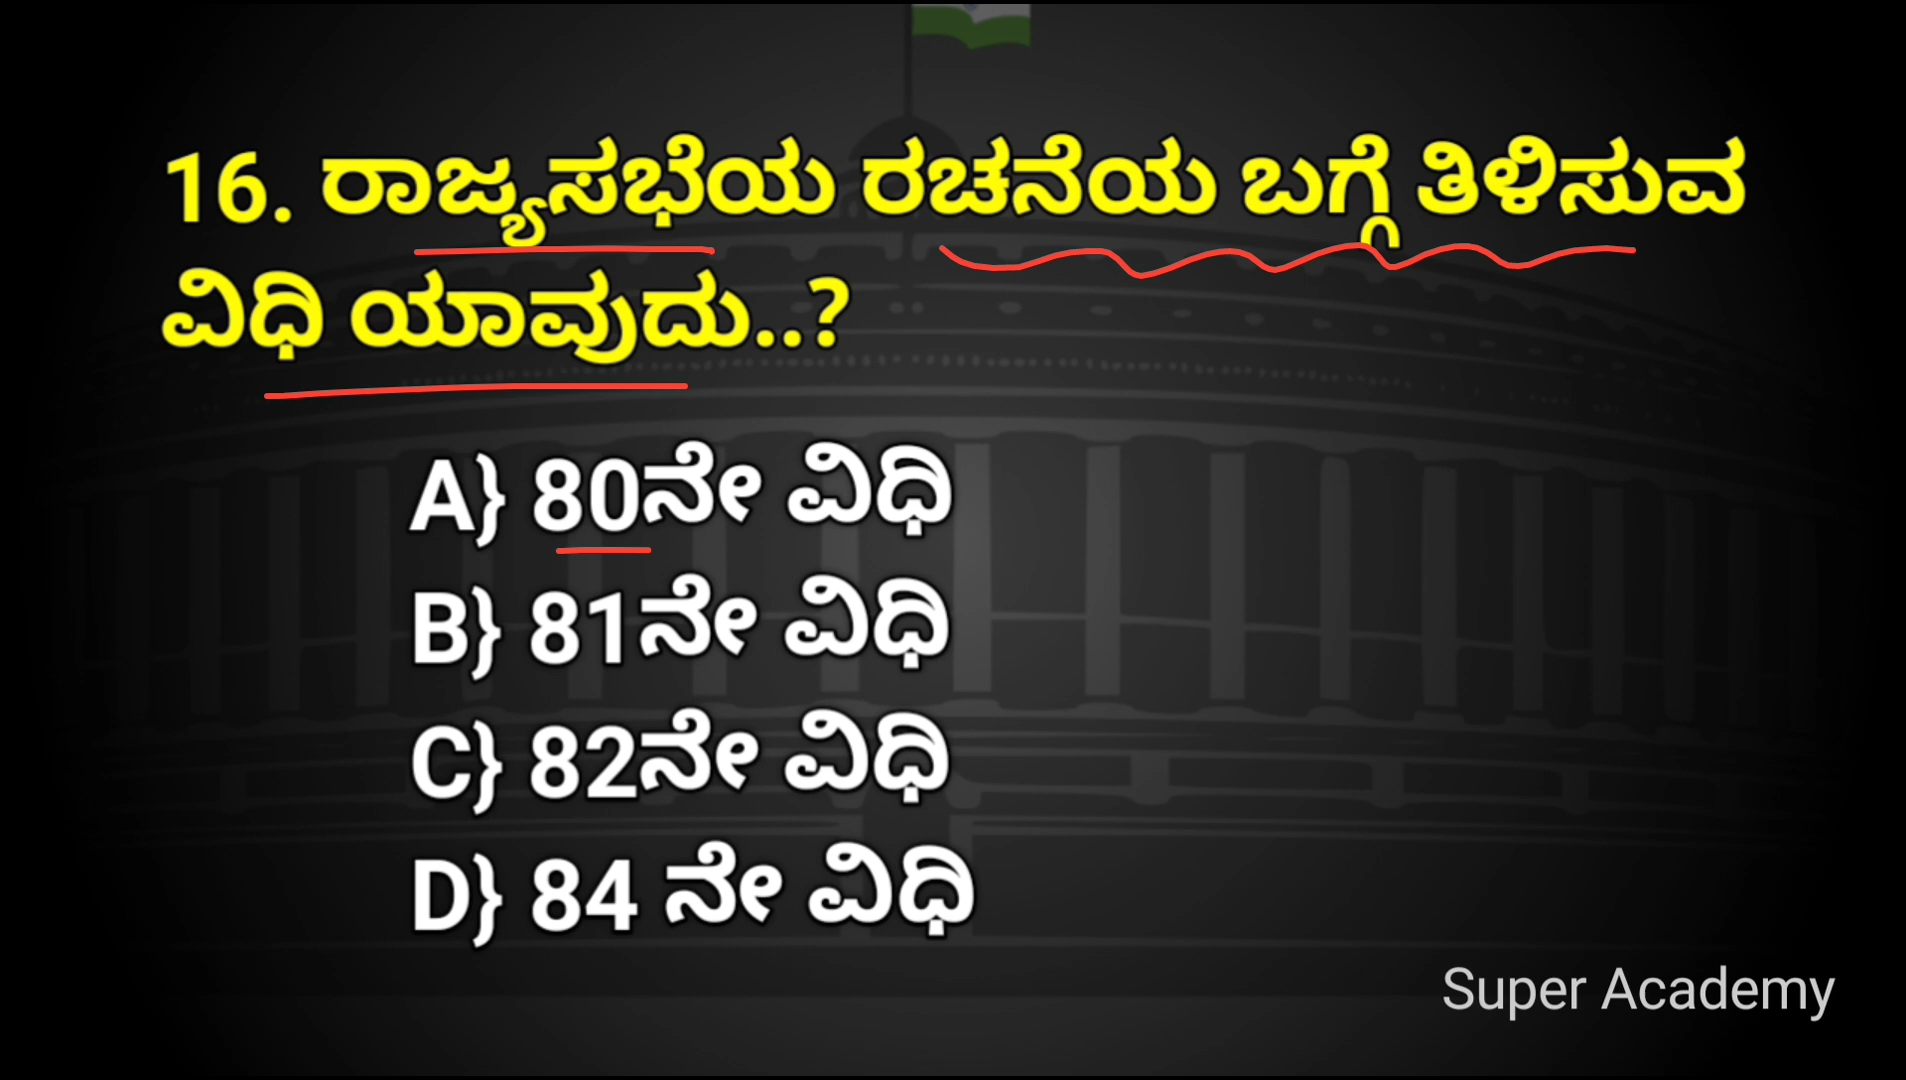 16. ರಾಜ್ಯಸಭೆಯ ರಚನೆಯ ಬಗ್ಗೆ ತಿಳಿಸುವ
ವಿಧಿ ಯಾವುದು..?
A} 80ನೇ ವಿಧಿ
B} 81ನೇ ವಿಧಿ
C} 82ನೇ ವಿಧಿ
D} 84 ನೇ ವಿಧಿ
Super Academy